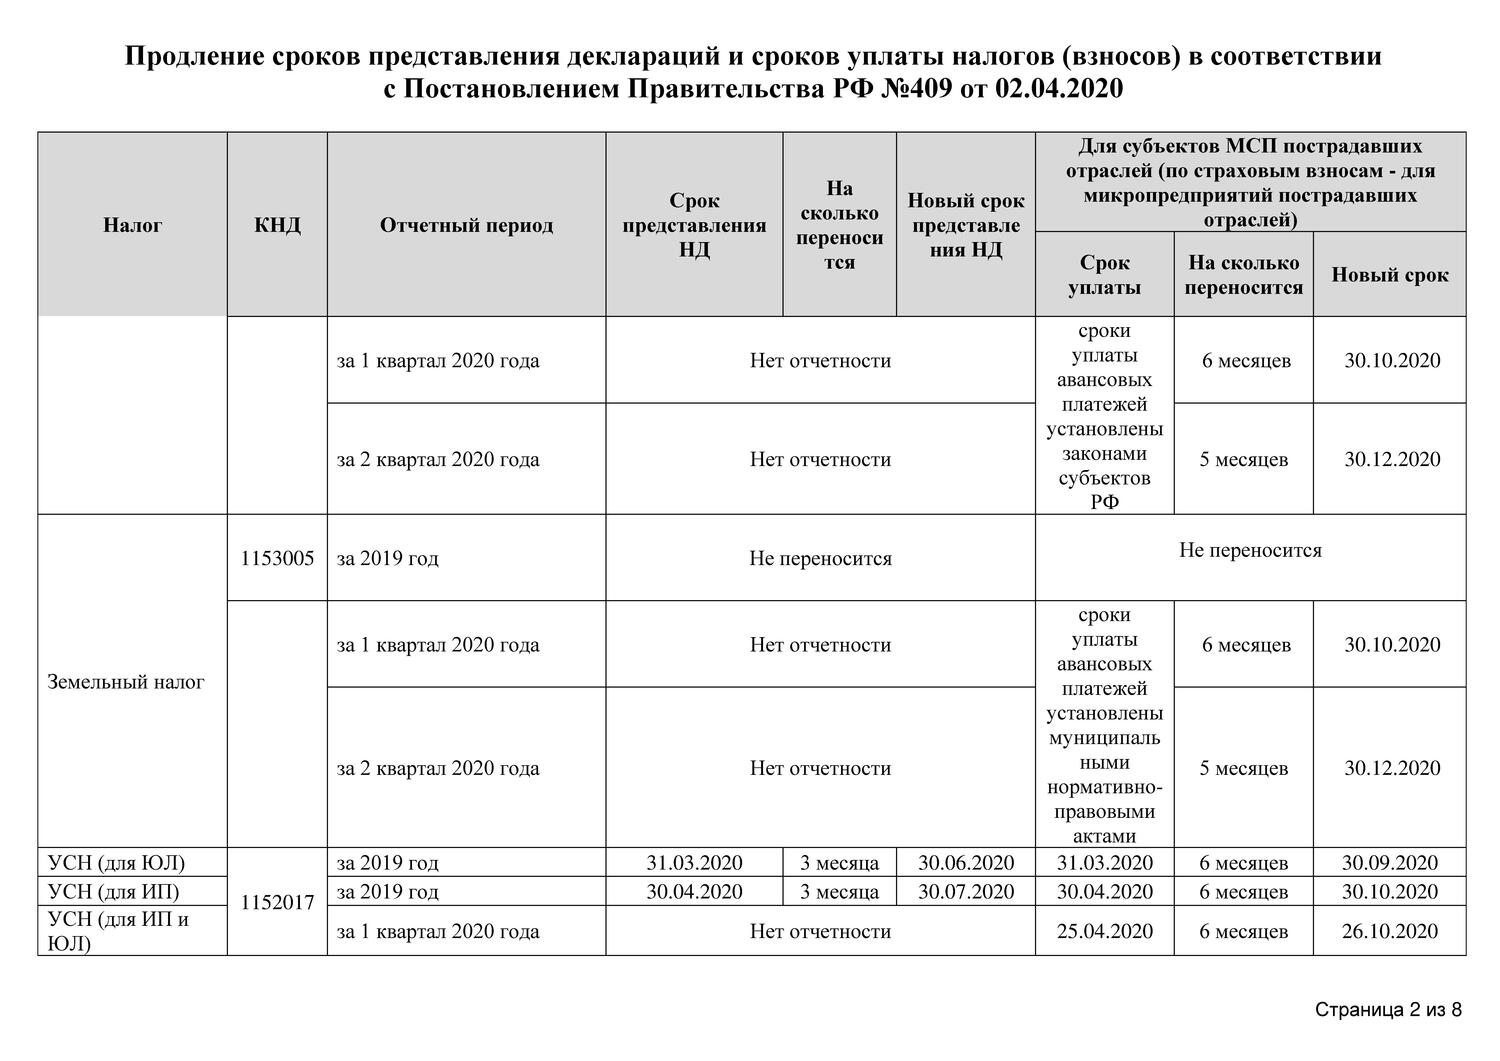 Продление сроков представления деклараций и сроков уплаты налогов (взносов) в соответствии
с Постановлением Правительства РФ №409 от 02.04.2020
Налог
КНД
Отчетный период
Срок
представления
НД
На
сколько
переноси
тся
Новый срок
представле
ния НД
Для субъектов МСП пострадавших
отраслей (по страховым взносам - для
микропредприятий пострадавших
отраслей)
Срок
уплаты
На сколько
переносится
Новый срок
за 1 квартал 2020 года
Нет отчетности
сроки
уплаты
авансовых
платежей
установлены
законами
субъектов
РФ
6 месяцев
30.10.2020
за 2 квартал 2020 года
Нет отчетности
5 месяцев
30.12.2020
Земельный налог
1153005
за 2019 год
Не переносится
Не переносится
за 1 квартал 2020 года
Нет отчетности
сроки
уплаты
авансовых
платежей
установлены
муниципаль
ными
нормативно-
правовыми
актами
6 месяцев
30.10.2020
за 2 квартал 2020 года
Нет отчетности
5 месяцев
30.12.2020
УСН (для ЮЛ)
1152017
за 2019 год
31.03.2020
3 месяца
30.06.2020
31.03.2020
6 месяцев
30.09.2020
УСН (для ИП)
за 2019 год
30.04.2020
3 месяца
30.07.2020
30.04.2020
6 месяцев
30.10.2020
УСН (для ИП и
ЮЛ)
за 1 квартал 2020 года
Нет отчетности
25.04.2020
6 месяцев
26.10.2020
Страница 2 из 8